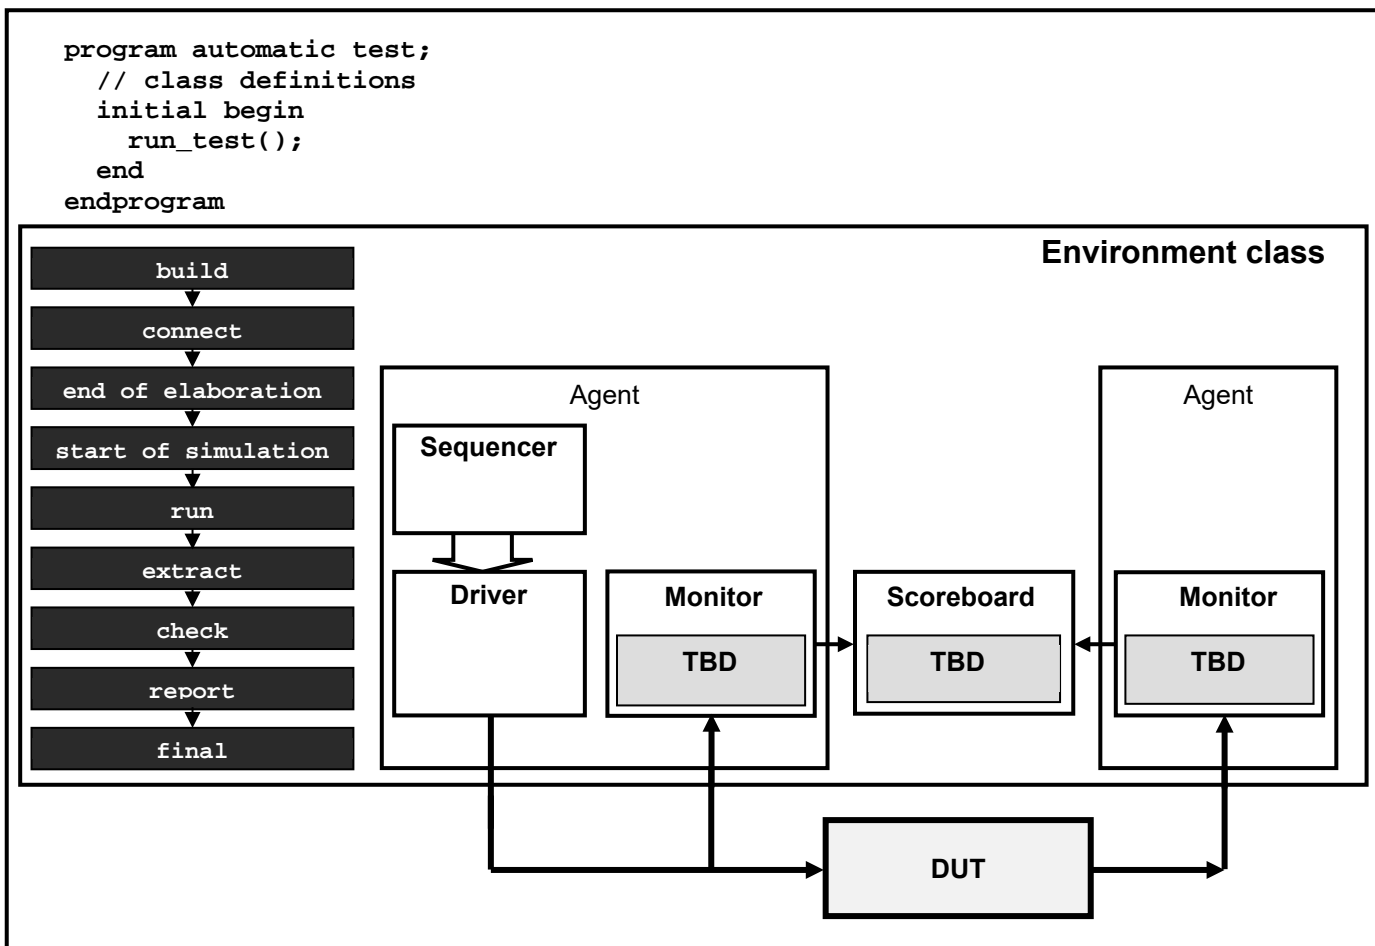 program automatic test;
// class definitions
initial begin
run_test();
end
endprogram
Environment class
build
connect
end of elaboration
start of simulation
run
extract
check
report
final
Agent
Sequencer
Driver
Monitor
TBD
Scoreboard
TBD
Agent
Monitor
TBD
DUT